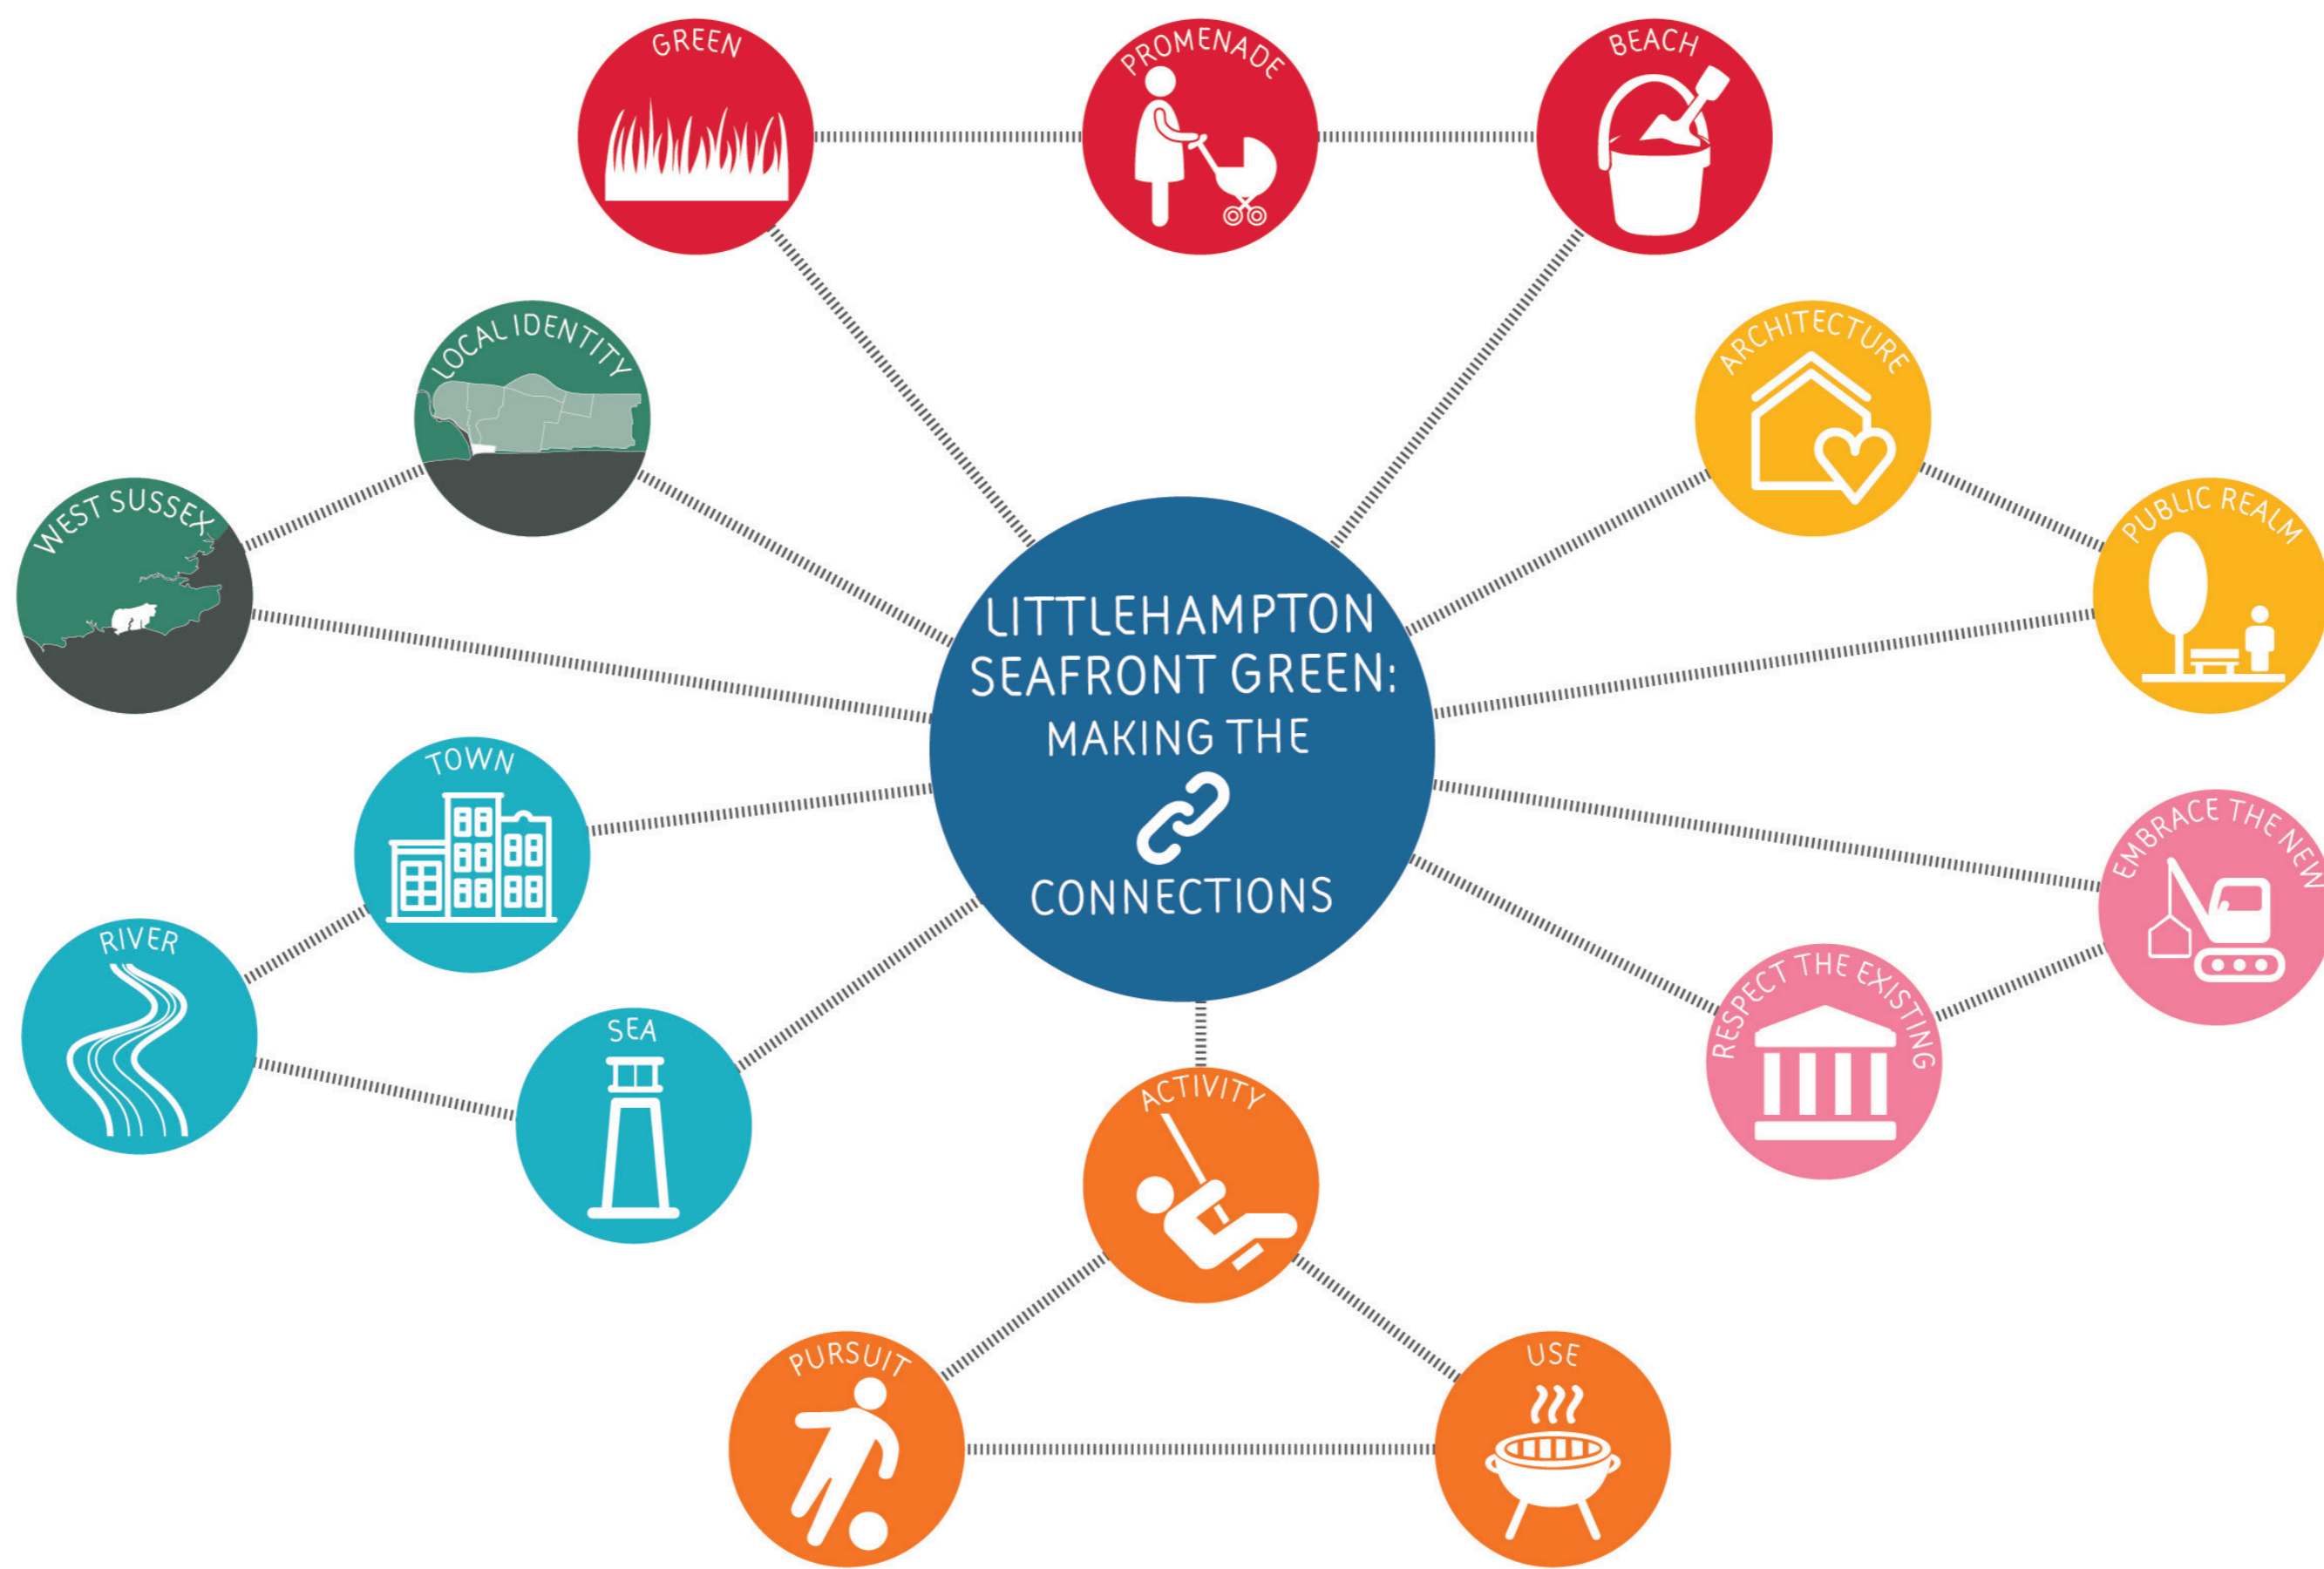 GREEN
PROMENADE
BEACH
LOCAL IDENTITY
ARCHITECTURE
WEST SUSSEX
PUBLIC REALM
LITTLEHAMPTON
SEAFRONT GREEN:
MAKING THE
CONNECTIONS
TOWN
EMBRACE THE NEW
RIVER
RESPECT THE EXISTING
SEA
ACTIVITY
PURSUIT
USE